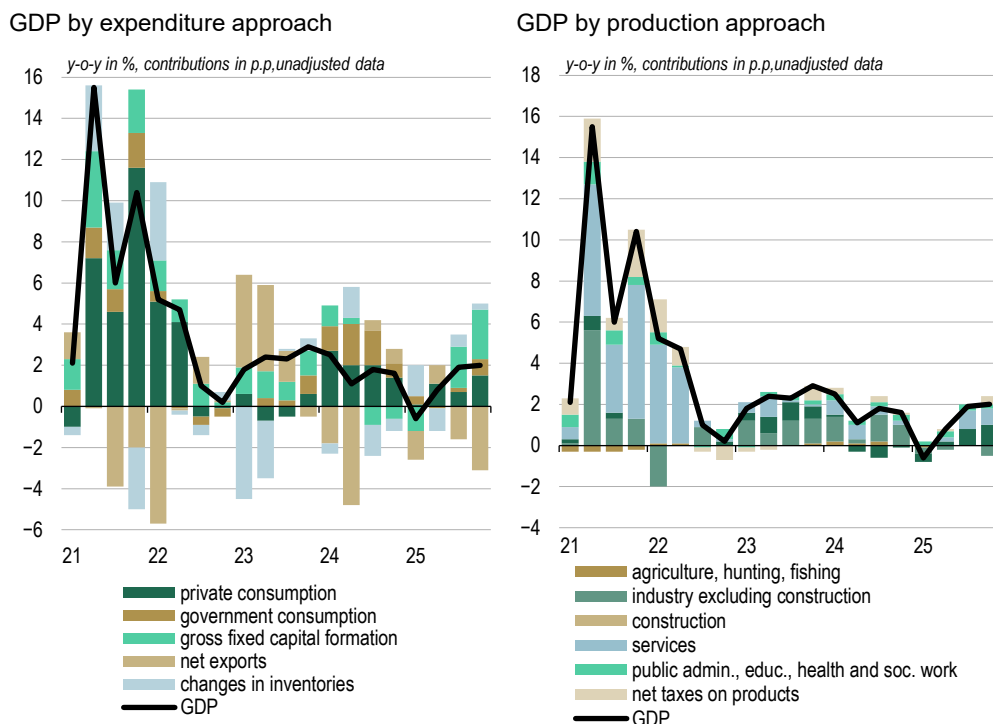 GDP by expenditure approach
y-o-y in %, contributions in p.p,unadjusted data
16
14
12
10
8
6
4
2
0
−2
−4
−6
21 22 23 24 25
private consumption
government consumption
gross fixed capital formation
net exports
changes in inventories
GDP
GDP by production approach
y-o-y in %, contributions in p.p,unadjusted data
18
16
14
12
10
8
6
4
2
0
−2
−4
21 22 23 24 25
agriculture, hunting, fishing
industry excluding construction
construction
services
public admin., educ., health and soc. work
net taxes on products
GDP